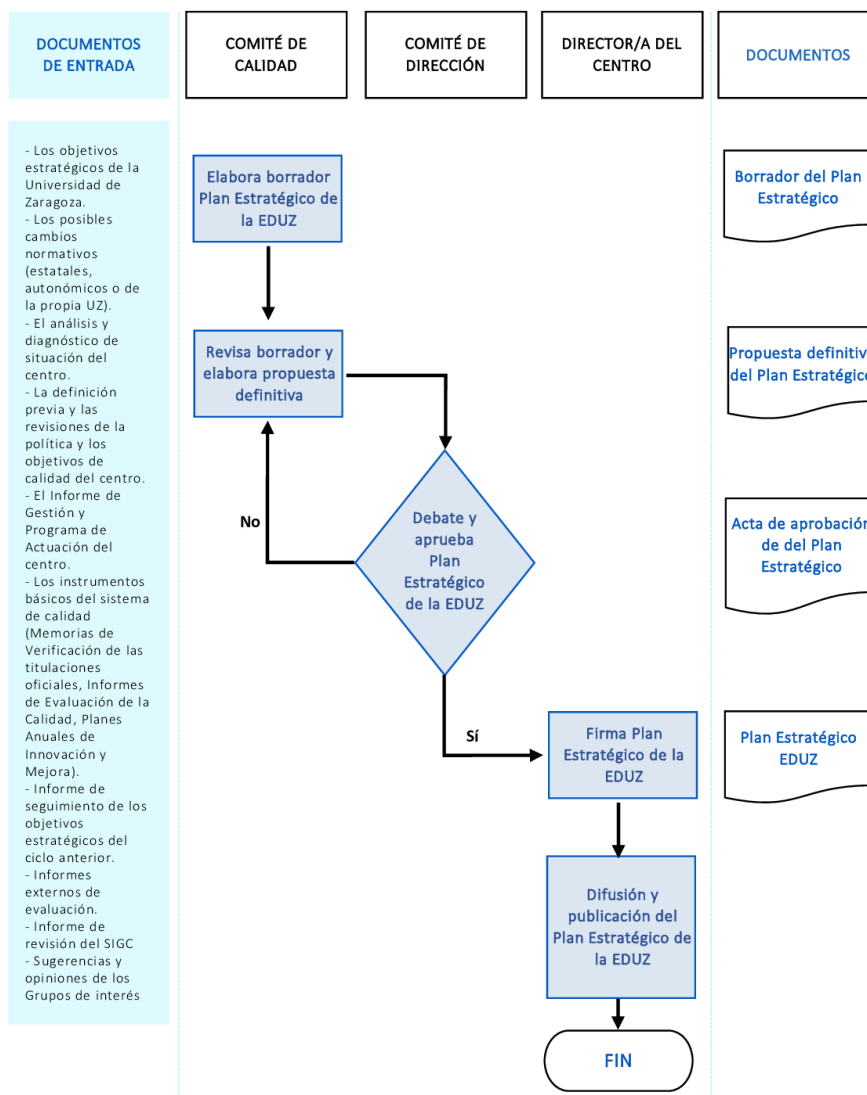 DOCUMENTOS
DE ENTRADA
COMITÉ DE
CALIDAD
COMITÉ DE
DIRECCIÓN
DIRECTOR/A DEL
CENTRO
DOCUMENTOS
- Los objetivos
estratégicos de la
Universidad de
Zaragoza.
- Los posibles
cambios
normativos
(estatales,
autonómicos o de
la propia UZ).
- El análisis y
diagnóstico de
situación del
centro.
- La definición
previa y las
revisiones de la
política y los
objetivos de
calidad del centro.
- El Informe de
Gestión y
Programa de
Actuación del
centro.
- Los instrumentos
básicos del sistema
de calidad
(Memorias de
Verificación de las
titulaciones
oficiales, Informes
de Evaluación de la
Calidad, Planes
Anuales de
Innovación y
Mejora).
- Informe de
seguimiento de los
objetivos
estratégicos del
ciclo anterior.
- Informes
externos de
evaluación.
- Informe de
revisión del SIGC
- Sugerencias y
opiniones de los
Grupos de interés
Elabora borrador
Plan Estratégico de
la EDUZ
Borrador del Plan
Estratégico
Revisa borrador y
elabora propuesta
definitiva
Propuesta definitiv
del Plan Estratégico
No
Debate y
aprueba
Plan
Estratégico
de la EDUZ
Acta de aprobación
de del Plan
Estratégico
Sí
Firma Plan
Estratégico de la
EDUZ
Plan Estratégico
EDUZ
Difusión y
publicación del
Plan Estratégico de
la EDUZ
FIN